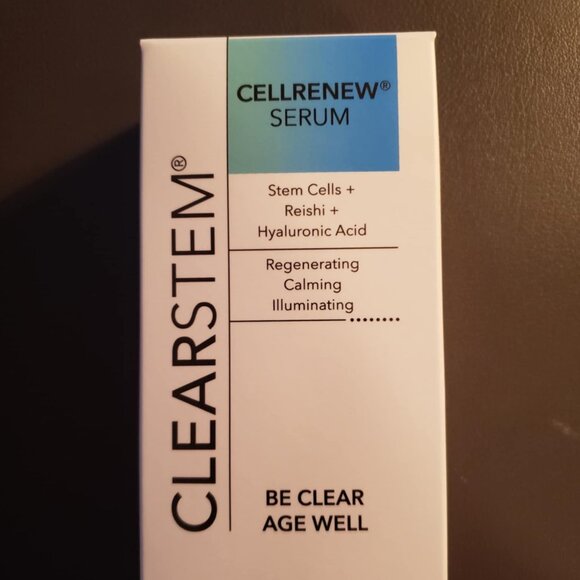 CLEARSTEM®
CELLRENEW®
SERUM
Stem Cells +
Reishi +
Hyaluronic Acid
Regenerating
Calming
Illuminating
BE CLEAR
AGE WELL